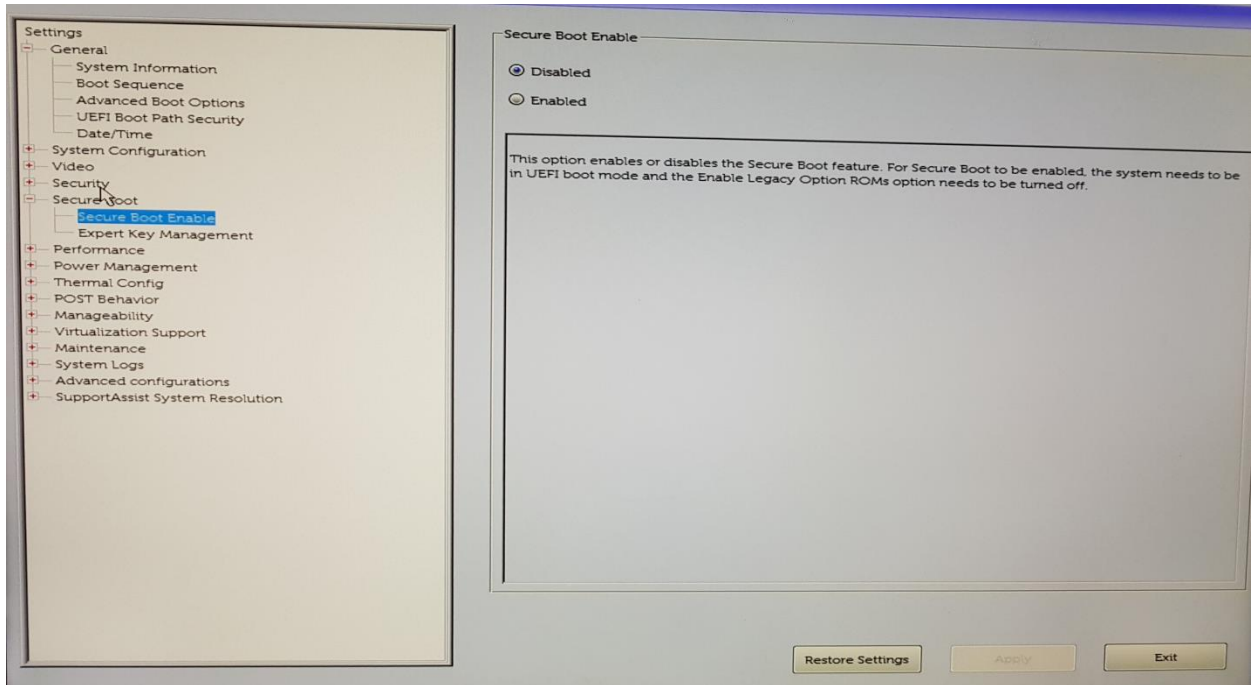 Settings
General
System Information
Boot Sequence
Advanced Boot Options
UEFI Boot Path Security
Date/Time
System Configuration
Video
Security
Secure Boot
Secure Boot Enable
Expert Key Management
Performance
Power Management
Thermal Config
POST Behavior
Manageability
Virtualization Support
Maintenance
System Logs
Advanced configurations
SupportAssist System Resolution
Secure Boot Enable
Disabled
Enabled
This option enables or disables the Secure Boot feature. For Secure Boot to be enabled, the system needs to be
in UEFI boot mode and the Enable Legacy Option ROMs option needs to be turned off.
Restore Settings
Apply
Exit